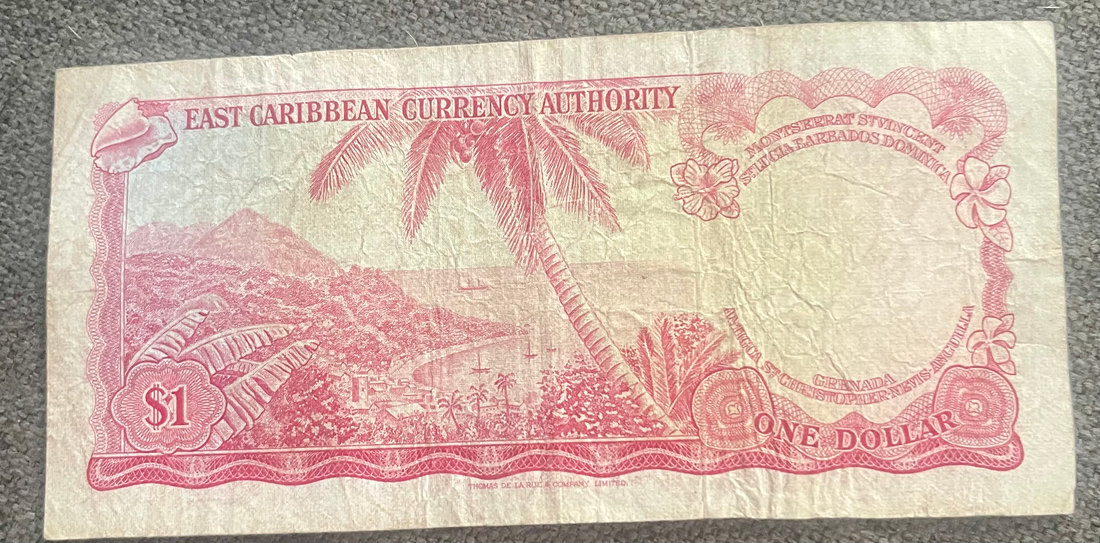 EAST CARIBBEAN CURRENCY AUTHORITY
MONTSERRAT ST VINCENT
ST LUCIA BARBADOS DOMINICA
$1
ANTIGUA ST CHRISTOPHER NEVIS-ANGUILLA
GRENADA
ONE DOLLAR
THOMAS DE LA RUE & COMPANY, LIMITED.